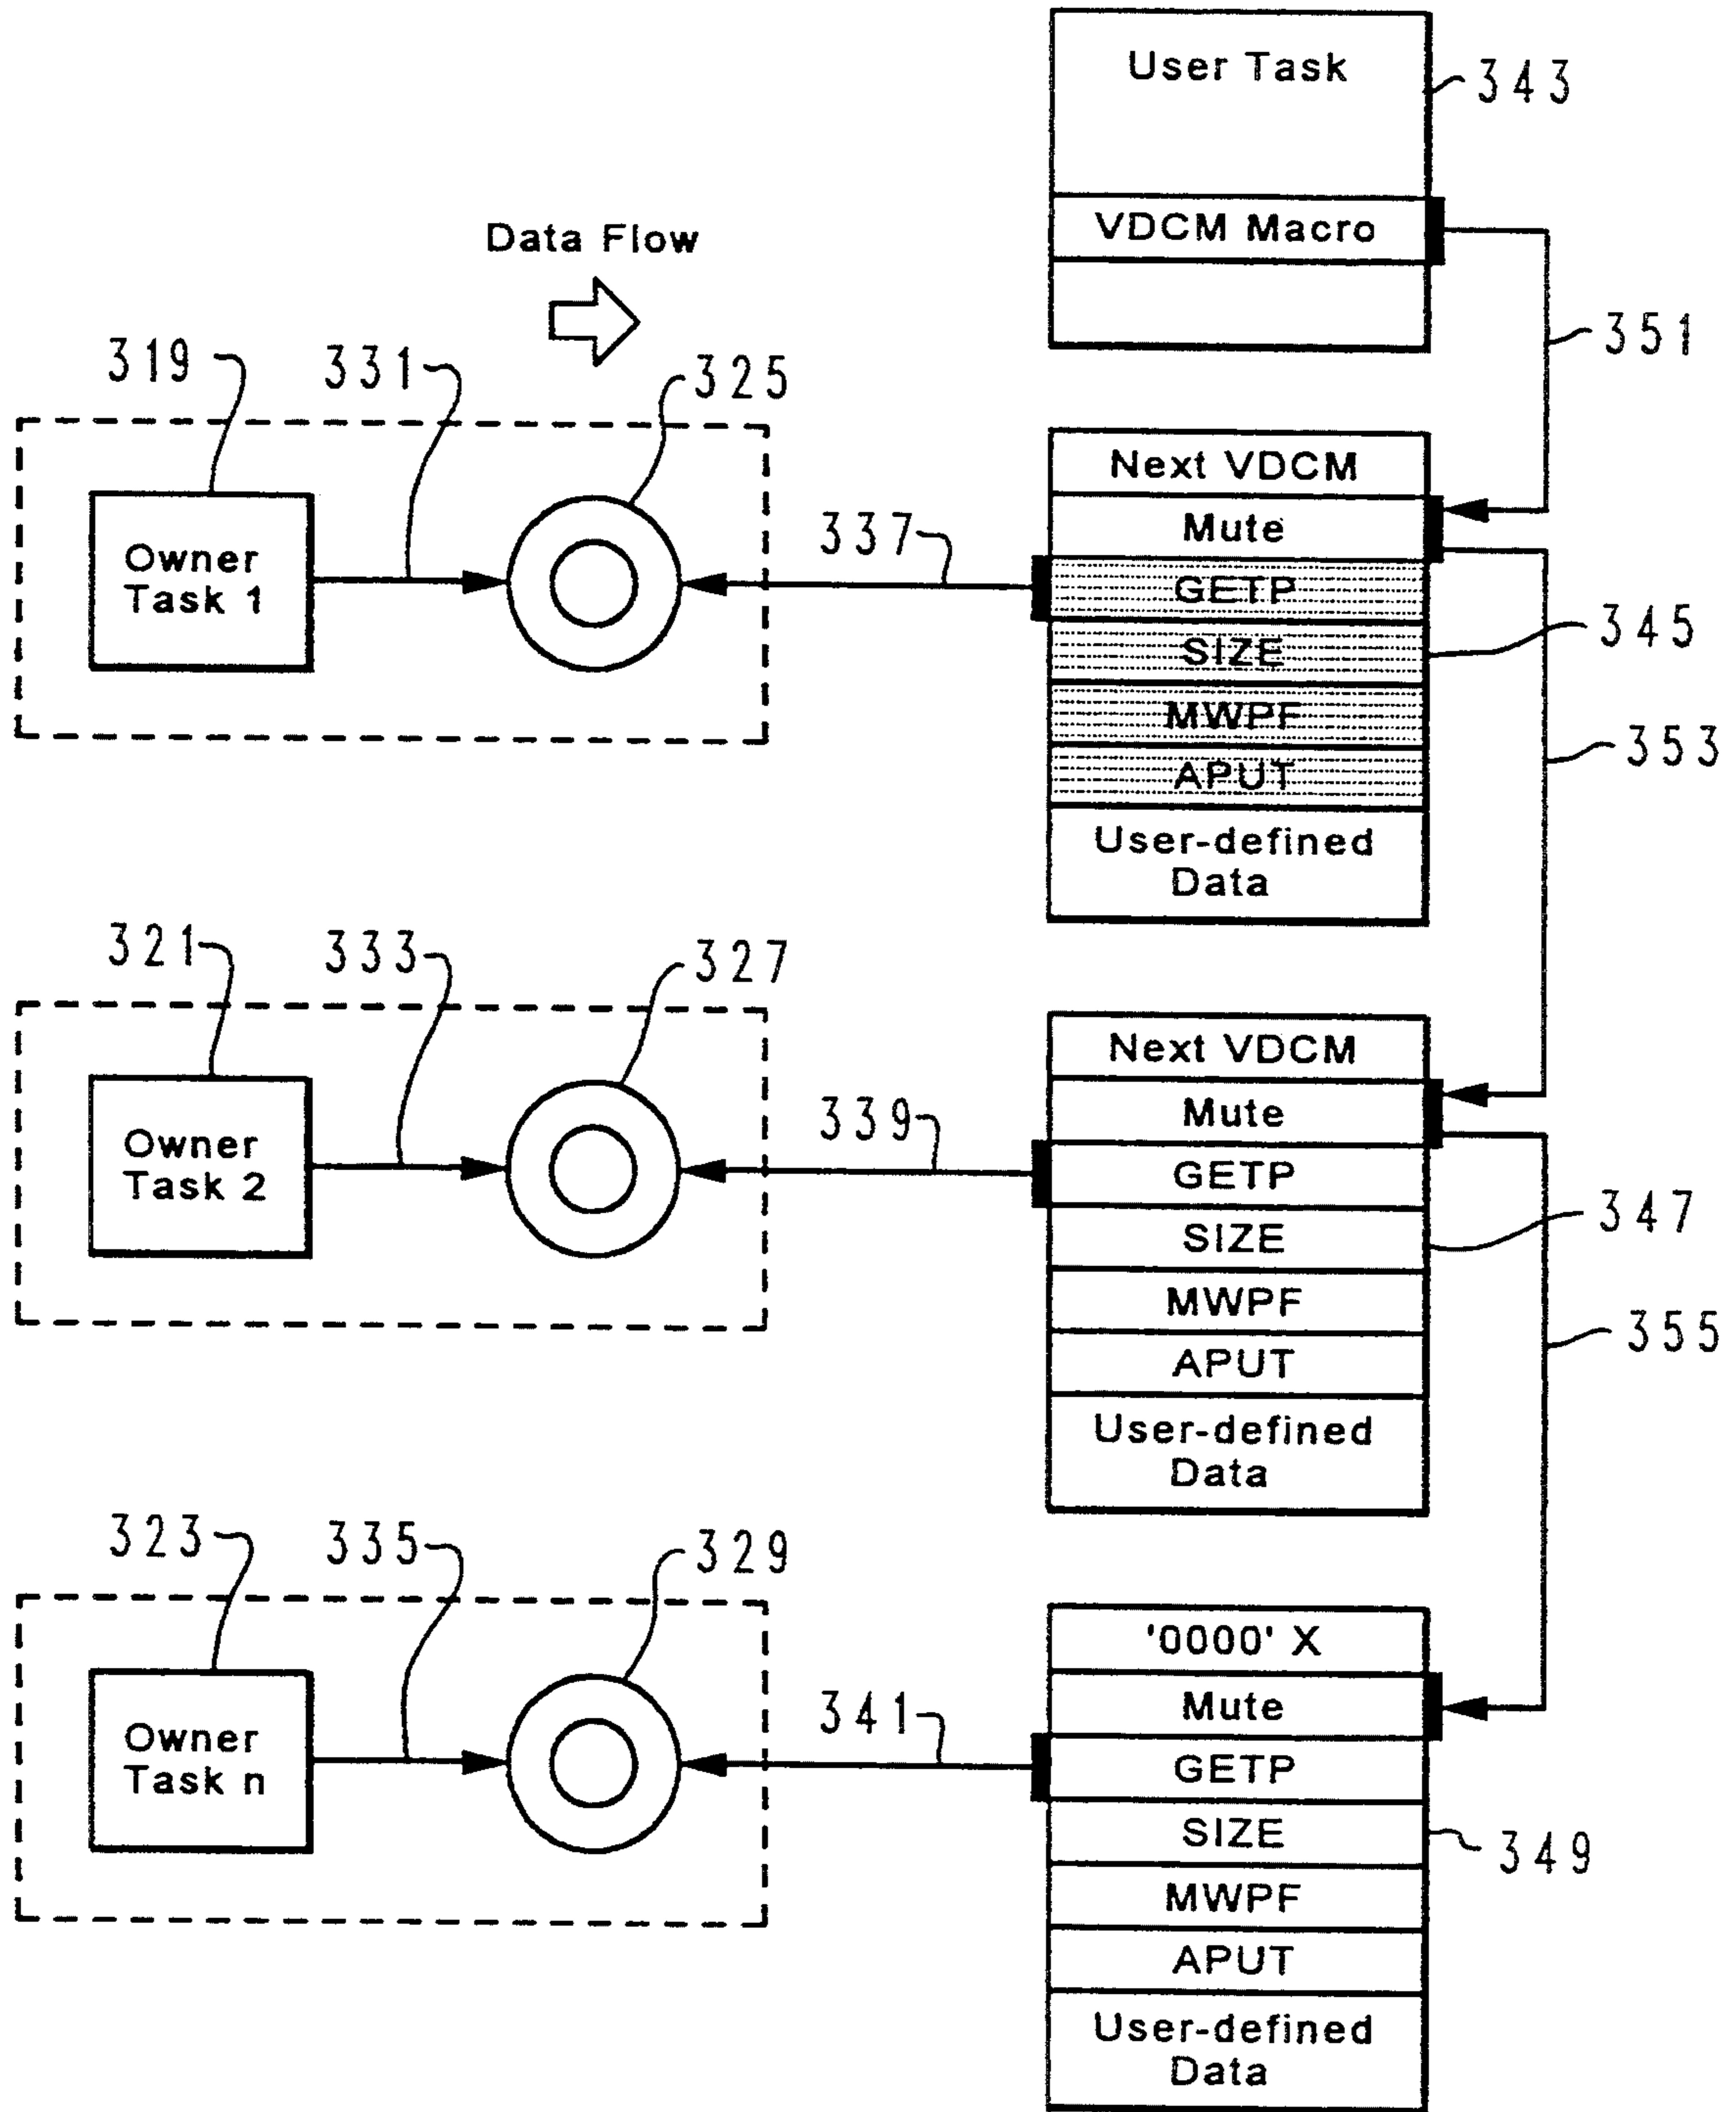 User Task
343
VDCM Macro
351
Data Flow
319
331
325
Owner
Task 1
337
Next VDCM
Mute
GETP
SIZE
MWPF
APUT
User-defined
Data
345
353
321
333
327
Owner
Task 2
339
Next VDCM
Mute
GETP
SIZE
MWPF
APUT
User-defined
Data
347
355
323
335
329
Owner
Task n
341
'0000' X
Mute
GETP
SIZE
MWPF
APUT
User-defined
Data
349